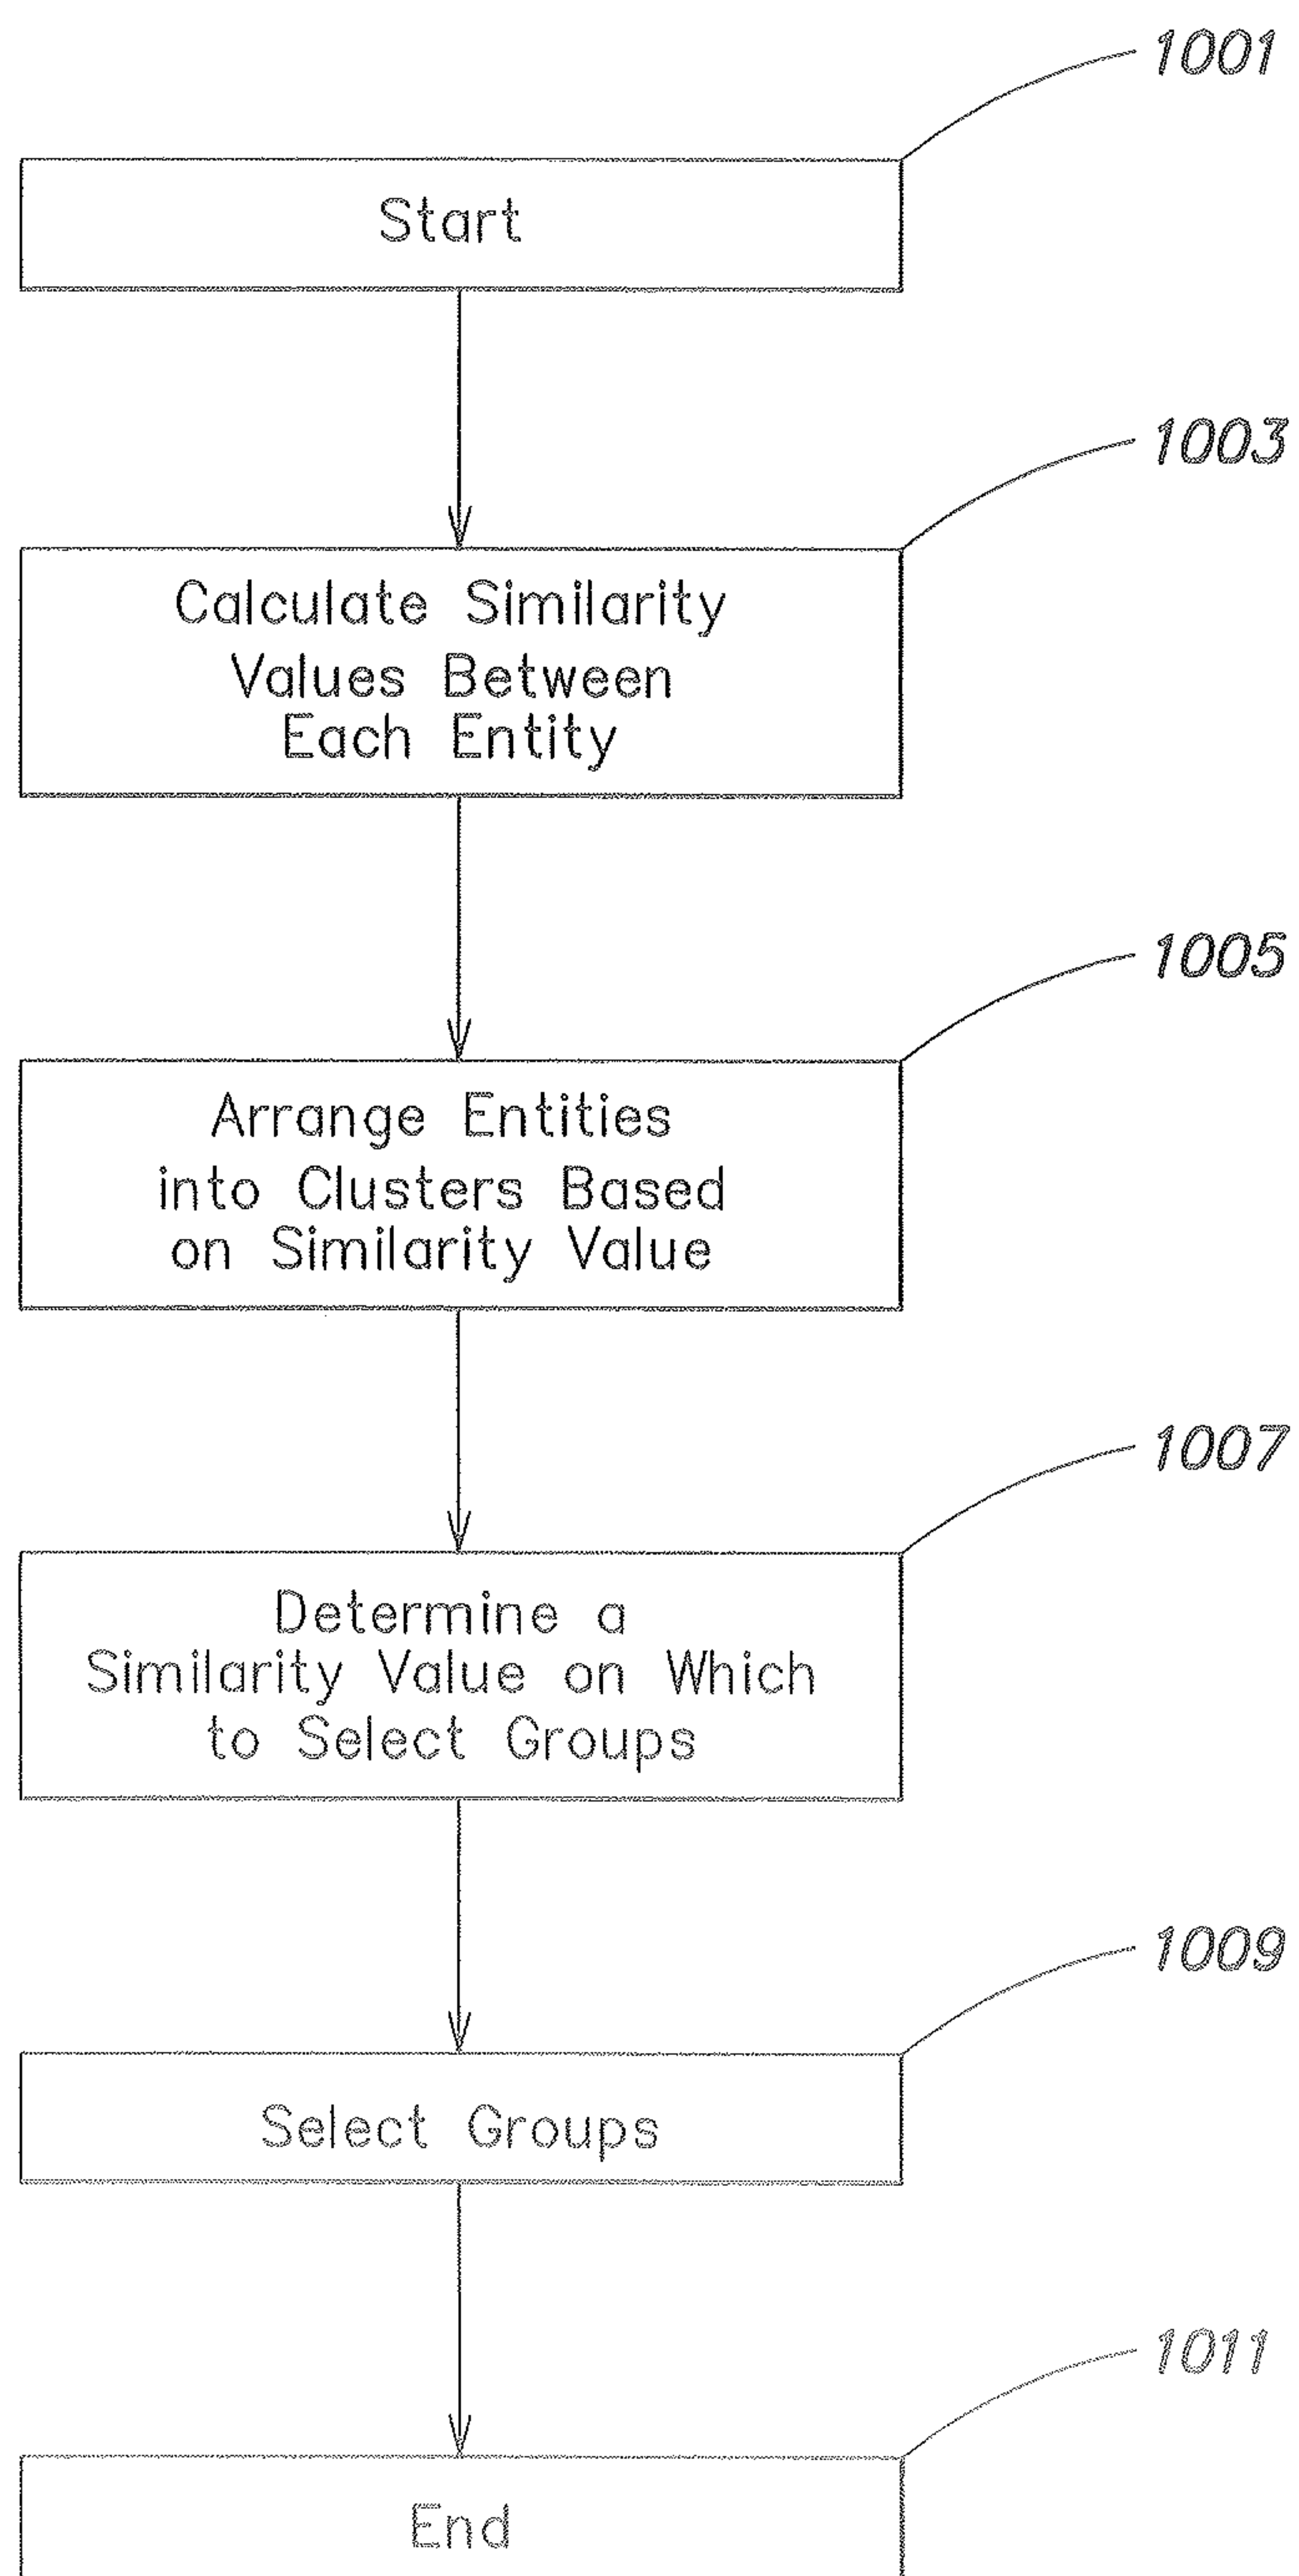 1001
Start
1003
Calculate Similarity
Values Between
Each Entity
1005
Arrange Entities
into Clusters Based
on Similarity Value
1007
Determine a
Similarity Value on Which
to Select Groups
1009
Select Groups
1011
End